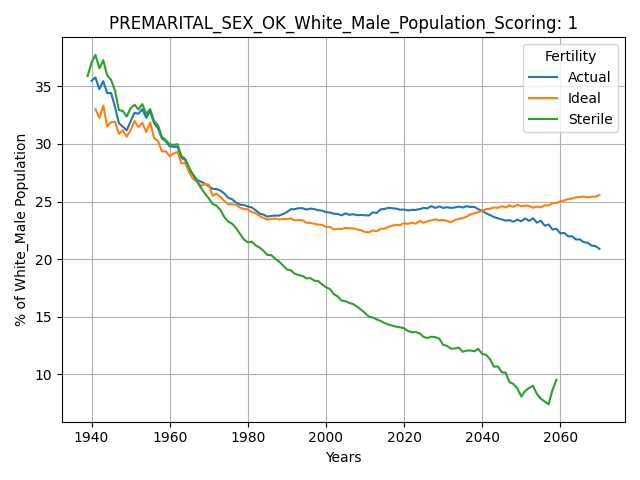 PREMARITAL_SEX_OK_White_Male_Population_Scoring: 1
Fertility
Actual
Ideal
Sterile
% of White_Male Population
35
30
25
20
15
10
1940 1960 1980 2000 2020 2040 2060
Years